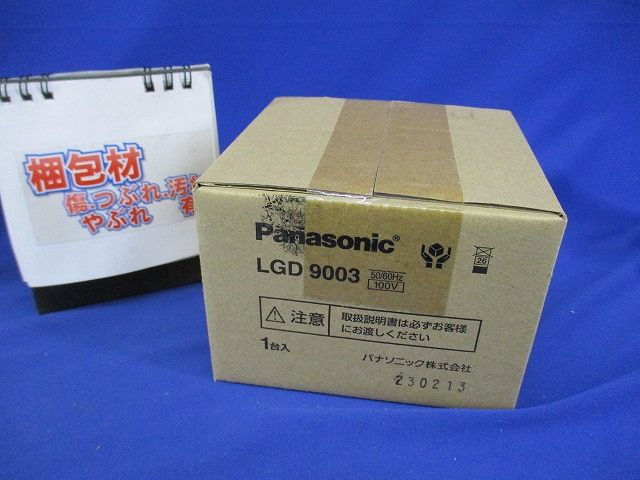 梱包材
傷.つぶれ.汚
やぶれ 有
Panasonic®
LGD 9003
50/60Hz
100V
26
注意
取扱説明書は必ずお客様
にお渡しください
1台入
パナソニック株式会社
230213